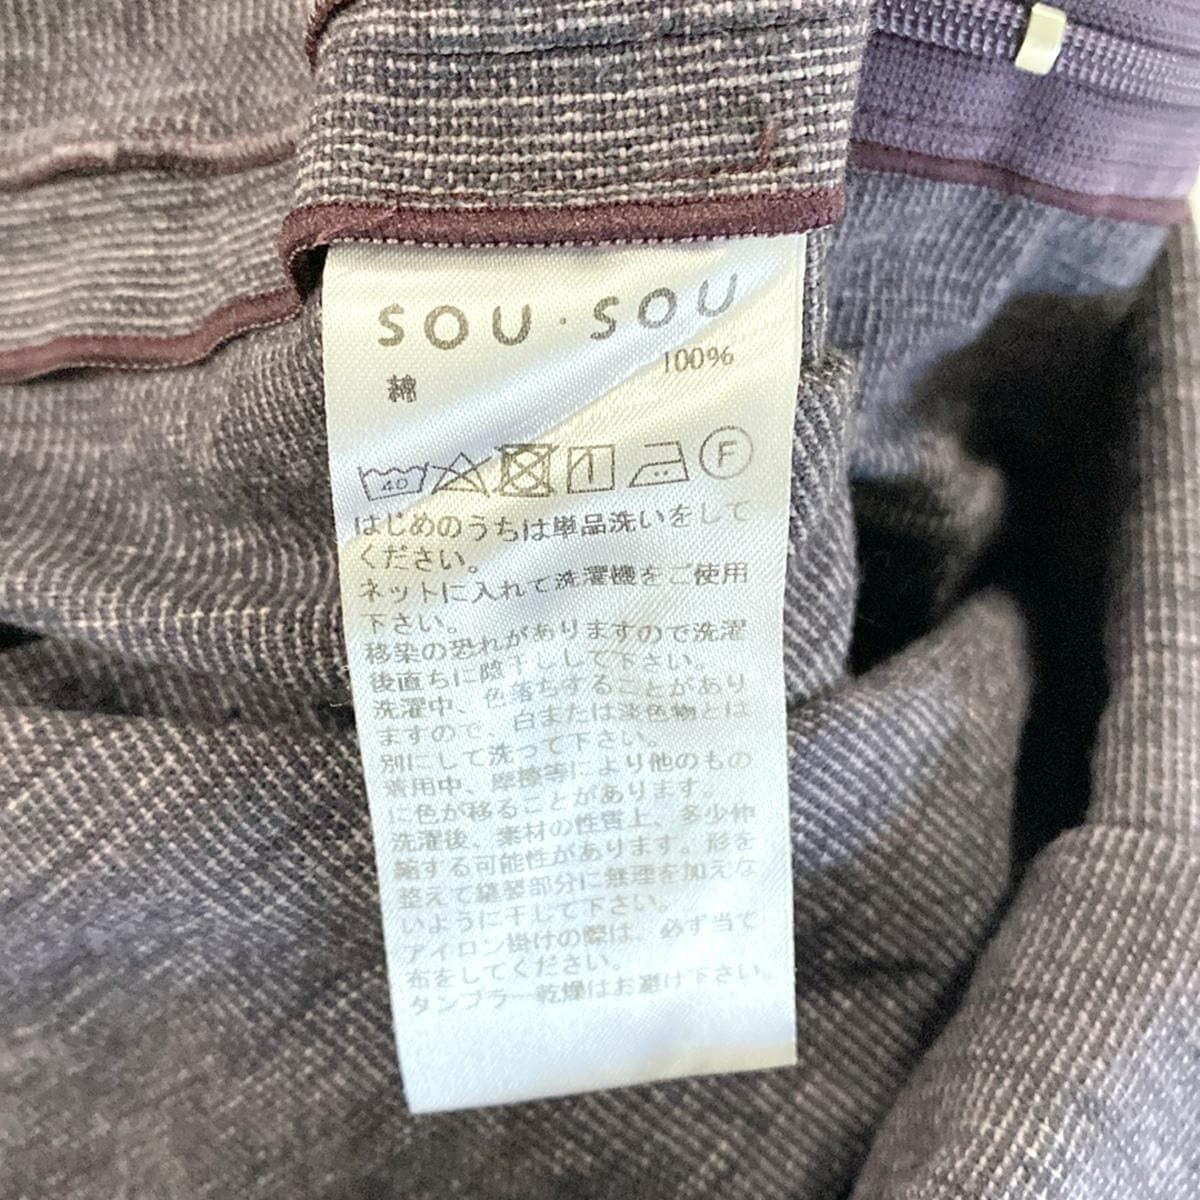 SOU・SOU
綿 100%
40 F
はじめのうちは単品洗いをして
ください。
ネットに入れて洗濯機をご使用
下さい。
移染の恐れがありますので洗濯
後直ちに陰干しして下さい。
洗濯中、色落ちすることがあり
ますので、白または淡色物とは
別にして洗って下さい。
着用中、摩擦等により他のもの
に色が移ることがあります。
洗濯後、素材の性質上、多少伸
縮する可能性があります。形を
整えて縫製部分に無理を加えな
いように干して下さい。
アイロン掛けの際は、必ず当て
布をしてください。
タンブラー乾燥はお避け下さい。